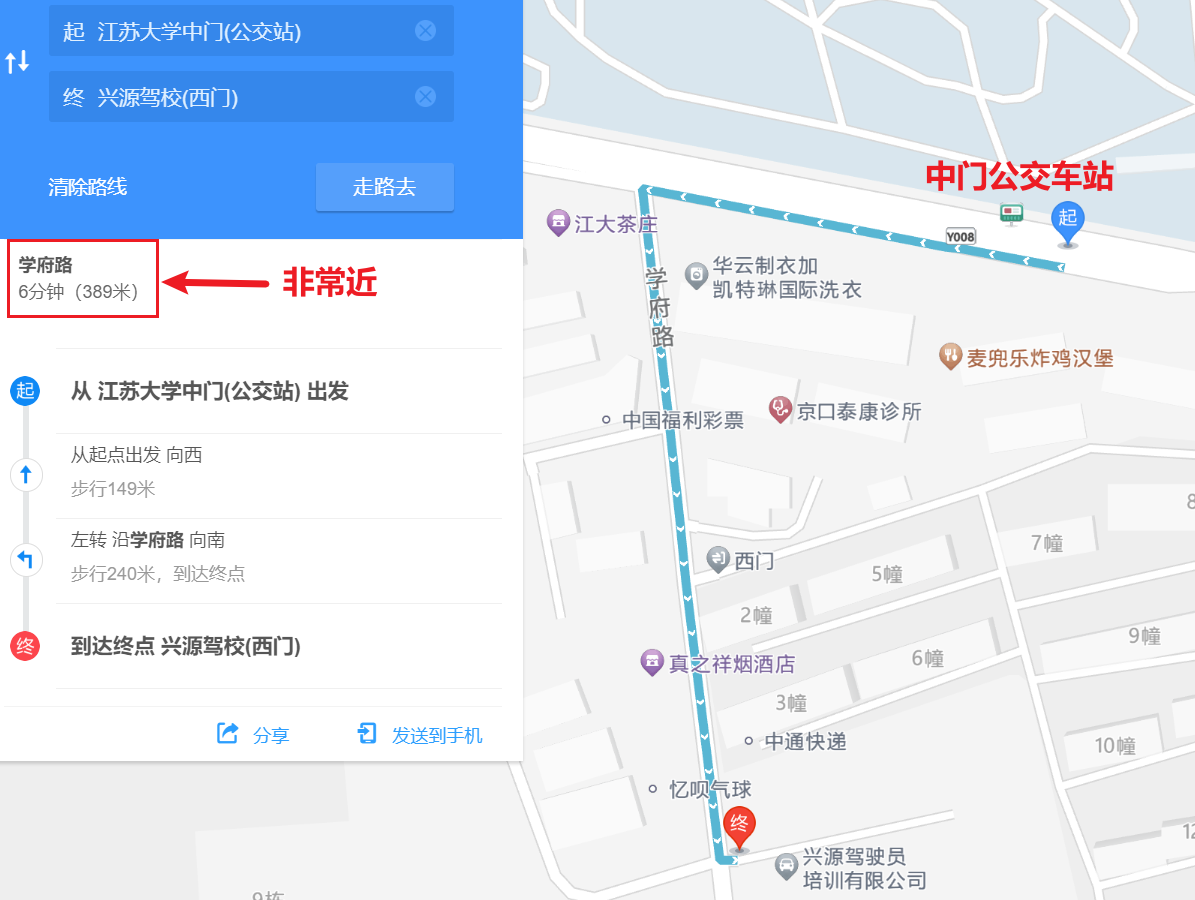 起 江苏大学中门(公交站)
终 兴源驾校(西门)
清除路线
走路去
学府路
6分钟（389米）
非常近
起
从 江苏大学中门(公交站) 出发
从起点出发 向西
步行149米
左转 沿学府路 向南
步行240米，到达终点
终
到达终点 兴源驾校(西门)
分享
发送到手机
中门公交车站
起
Y008
江大茶庄
学府路
华云制衣加
凯特琳国际洗衣
麦兜乐炸鸡汉堡
京口泰康诊所
中国福利彩票
西门
7幢
8
5幢
2幢
9幢
6幢
真之祥烟酒店
3幢
中通快递
10幢
忆呗气球
终
12
兴源驾驶员
培训有限公司